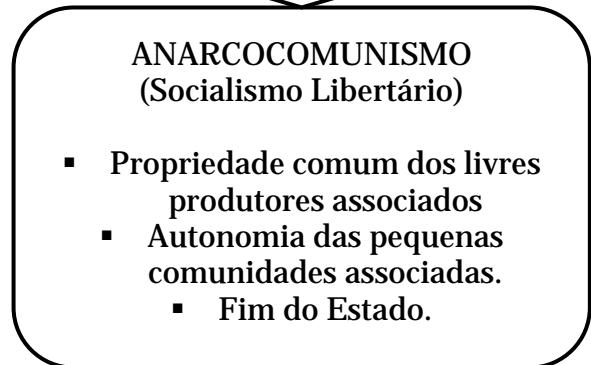 ANARCOCOMUNISMO
(Socialismo Libertário)
▪ Propriedade comum dos livres
produtores associados
▪ Autonomia das pequenas
comunidades associadas.
▪ Fim do Estado.